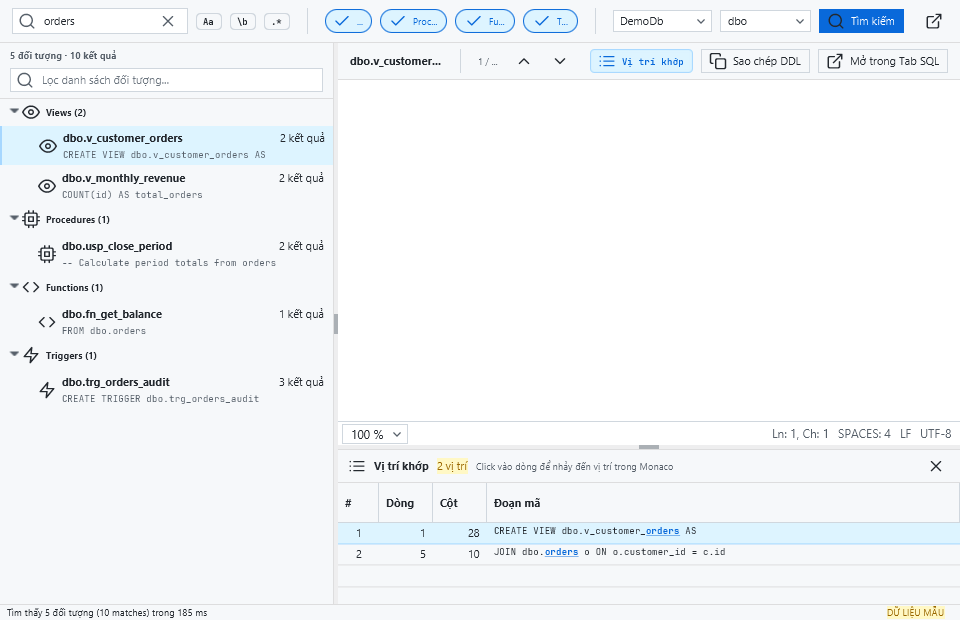 orders Aa \b .* ... Proc... Fu... T... DemoDb dbo Tìm kiếm
5 đối tượng · 10 kết quả
Lọc danh sách đối tượng...
Views (2)
dbo.v_customer_orders 2 kết quả
CREATE VIEW dbo.v_customer_orders AS
dbo.v_monthly_revenue 2 kết quả
COUNT(id) AS total_orders
Procedures (1)
dbo.usp_close_period 2 kết quả
-- Calculate period totals from orders
Functions (1)
dbo.fn_get_balance 1 kết quả
FROM dbo.orders
Triggers (1)
dbo.trg_orders_audit 3 kết quả
CREATE TRIGGER dbo.trg_orders_audit
dbo.v_customer... 1 / ... Vị trí khớp Sao chép DDL Mở trong Tab SQL
100 % Ln: 1, Ch: 1 SPACES: 4 LF UTF-8
Vị trí khớp 2 vị trí Click vào dòng để nhảy đến vị trí trong Monaco
# Dòng Cột Đoạn mã
1 1 28 CREATE VIEW dbo.v_customer_orders AS
2 5 10 JOIN dbo.orders o ON o.customer_id = c.id
Tìm thấy 5 đối tượng (10 matches) trong 185 ms DỮ LIỆU MẪU